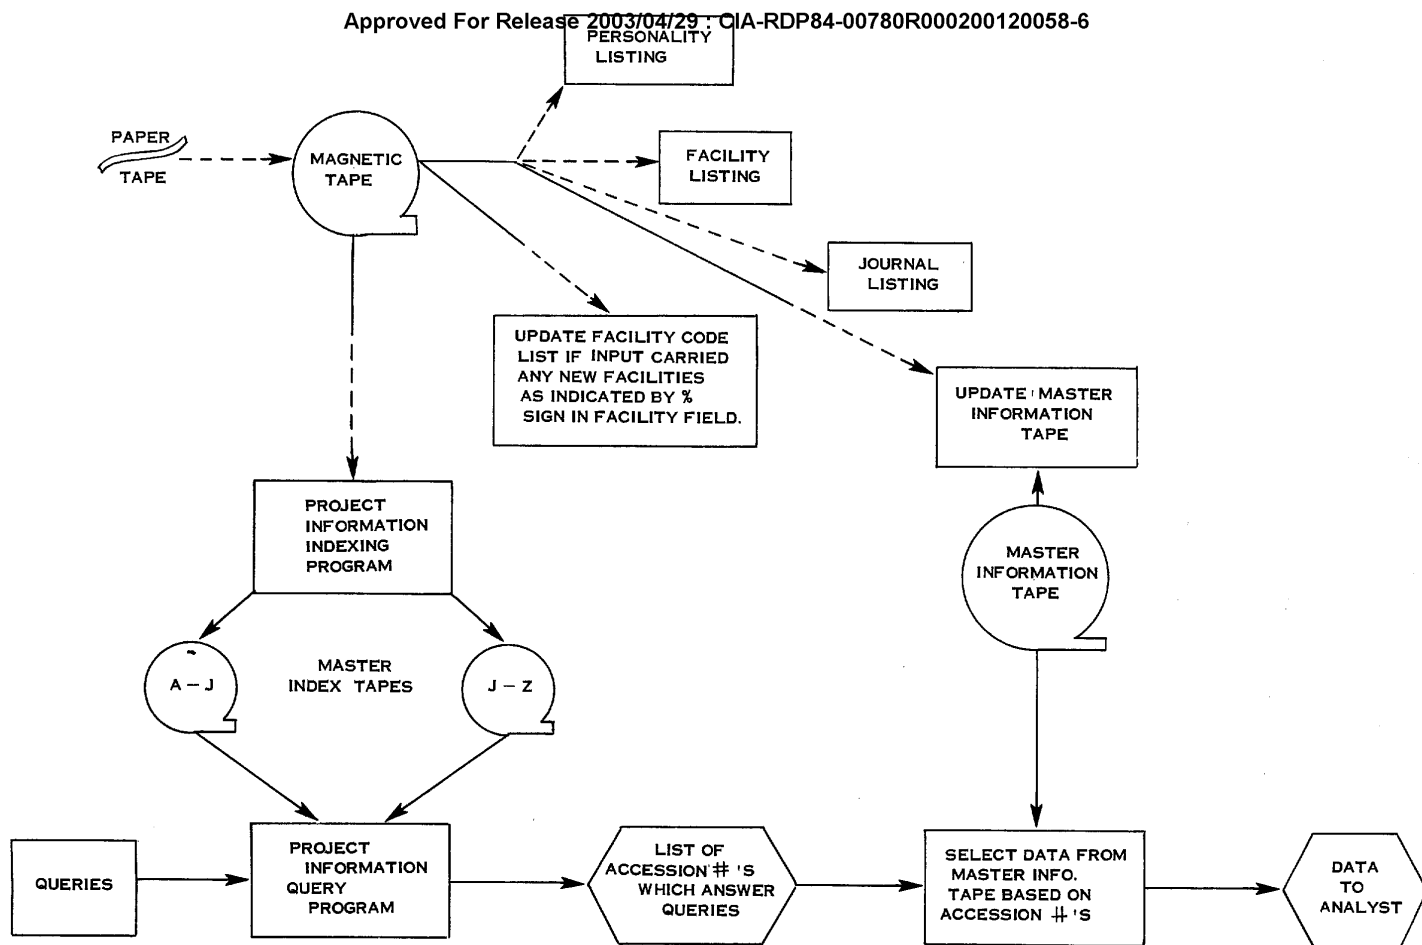 Approved For Release 2003/04/29 : CIA-RDP84-00780R000200120058-6
PERSONALITY
LISTING
PAPER
TAPE
MAGNETIC
TAPE
FACILITY
LISTING
JOURNAL
LISTING
UPDATE FACILITY CODE
LIST IF INPUT CARRIED
ANY NEW FACILITIES
AS INDICATED BY %
SIGN IN FACILITY FIELD.
UPDATE MASTER
INFORMATION
TAPE
PROJECT
INFORMATION
INDEXING
PROGRAM
MASTER
INFORMATION
TAPE
A - J
MASTER
INDEX TAPES
J - Z
QUERIES
PROJECT
INFORMATION
QUERY
PROGRAM
LIST OF
ACCESSION # 'S
WHICH ANSWER
QUERIES
SELECT DATA FROM
MASTER INFO.
TAPE BASED ON
ACCESSION # 'S
DATA
TO
ANALYST